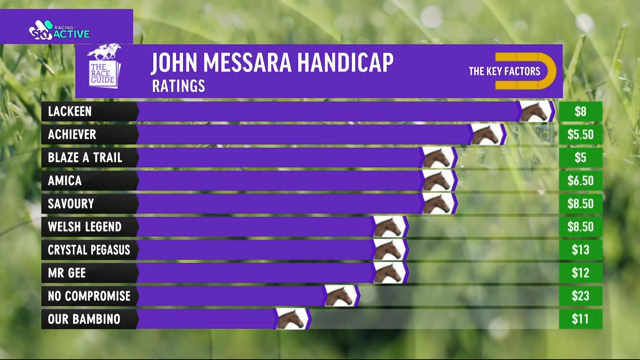 SKY RACING
ACTIVE
THE
RACE
GUIDE
JOHN MESSARA HANDICAP
RATINGS
THE KEY FACTORS
LACKEEN $8
ACHIEVER $5.50
BLAZE A TRAIL $5
AMICA $6.50
SAVOURY $8.50
WELSH LEGEND $8.50
CRYSTAL PEGASUS $13
MR GEE $12
NO COMPROMISE $23
OUR BAMBINO $11